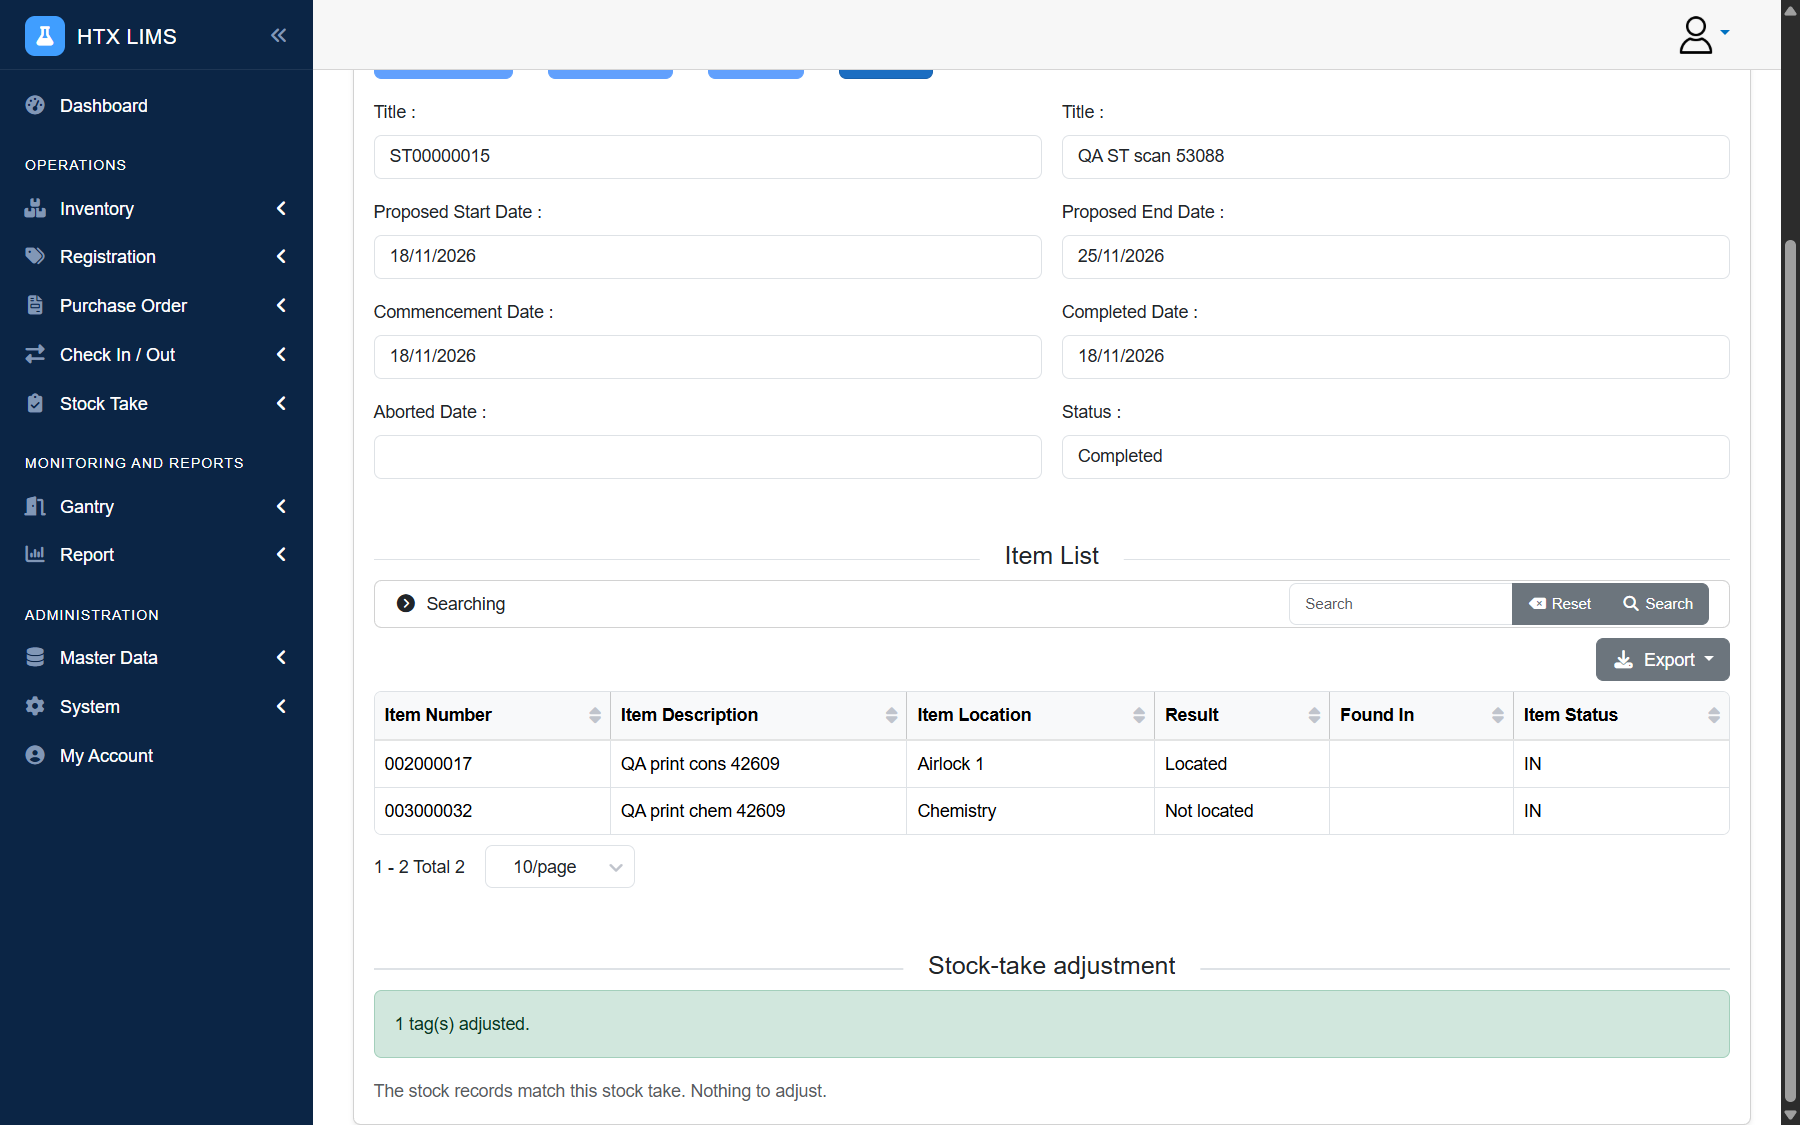 HTX LIMS
Dashboard
OPERATIONS
Inventory
Registration
Purchase Order
Check In / Out
Stock Take
MONITORING AND REPORTS
Gantry
Report
ADMINISTRATION
Master Data
System
My Account
Title :
Title :
ST00000015
QA ST scan 53088
Proposed Start Date :
Proposed End Date :
18/11/2026
25/11/2026
Commencement Date :
Completed Date :
18/11/2026
18/11/2026
Aborted Date :
Status :
Completed
Item List
Searching
Search
Reset
Search
Export
Item Number Item Description Item Location Result Found In Item Status
002000017 QA print cons 42609 Airlock 1 Located IN
003000032 QA print chem 42609 Chemistry Not located IN
1 - 2 Total 2
10/page
Stock-take adjustment
1 tag(s) adjusted.
The stock records match this stock take. Nothing to adjust.